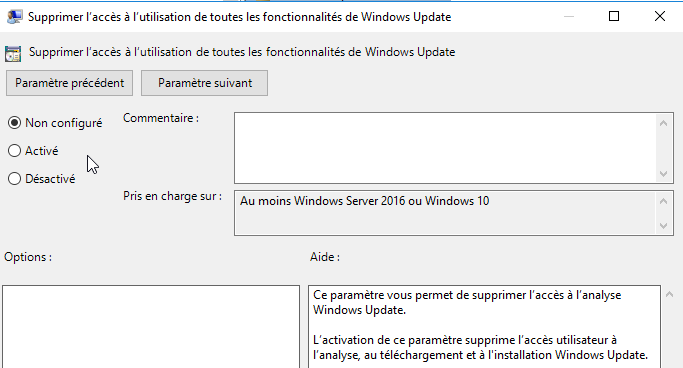 Supprimer l'accès à l'utilisation de toutes les fonctionnalités de Windows Update
Supprimer l'accès à l'utilisation de toutes les fonctionnalités de Windows Update
Paramètre précédent
Paramètre suivant
Non configuré
Commentaire :
Activé
Désactivé
Pris en charge sur :
Au moins Windows Server 2016 ou Windows 10
Options :
Aide :
Ce paramètre vous permet de supprimer l'accès à l'analyse
Windows Update.
L'activation de ce paramètre supprime l'accès utilisateur à
l'analyse, au téléchargement et à l'installation Windows Update.